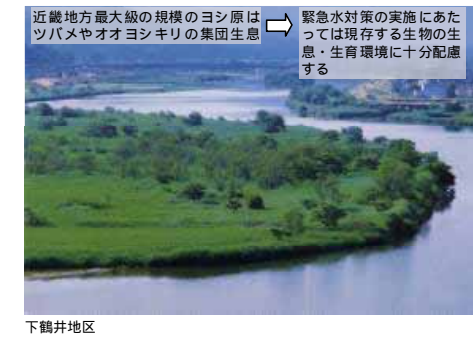 近畿地方最大級の規模のヨシ原は
ツバメやオオヨシキリの集団生息
緊急水対策の実施にあた
っては現存する生物の生
息・生育環境に十分配慮
する
下鶴井地区